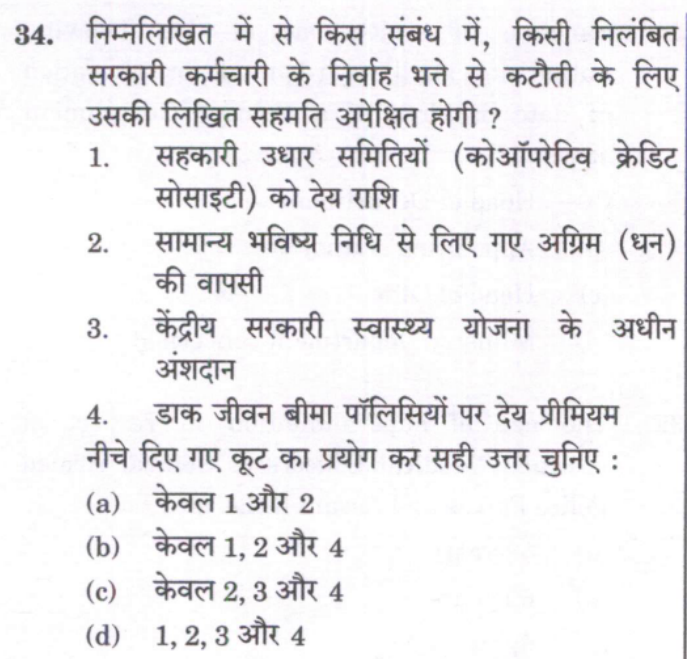 34. निम्नलिखित में से किस संबंध में, किसी निलंबित
सरकारी कर्मचारी के निर्वाह भत्ते से कटौती के लिए
उसकी लिखित सहमति अपेक्षित होगी ?
1. सहकारी उधार समितियों (कोऑपरेटिव क्रेडिट
सोसाइटी) को देय राशि
2. सामान्य भविष्य निधि से लिए गए अग्रिम (धन)
की वापसी
3. केंद्रीय सरकारी स्वास्थ्य योजना के अधीन
अंशदान
4. डाक जीवन बीमा पॉलिसियों पर देय प्रीमियम
नीचे दिए गए कूट का प्रयोग कर सही उत्तर चुनिए :
(a) केवल 1 और 2
(b) केवल 1, 2 और 4
(c) केवल 2, 3 और 4
(d) 1, 2, 3 और 4